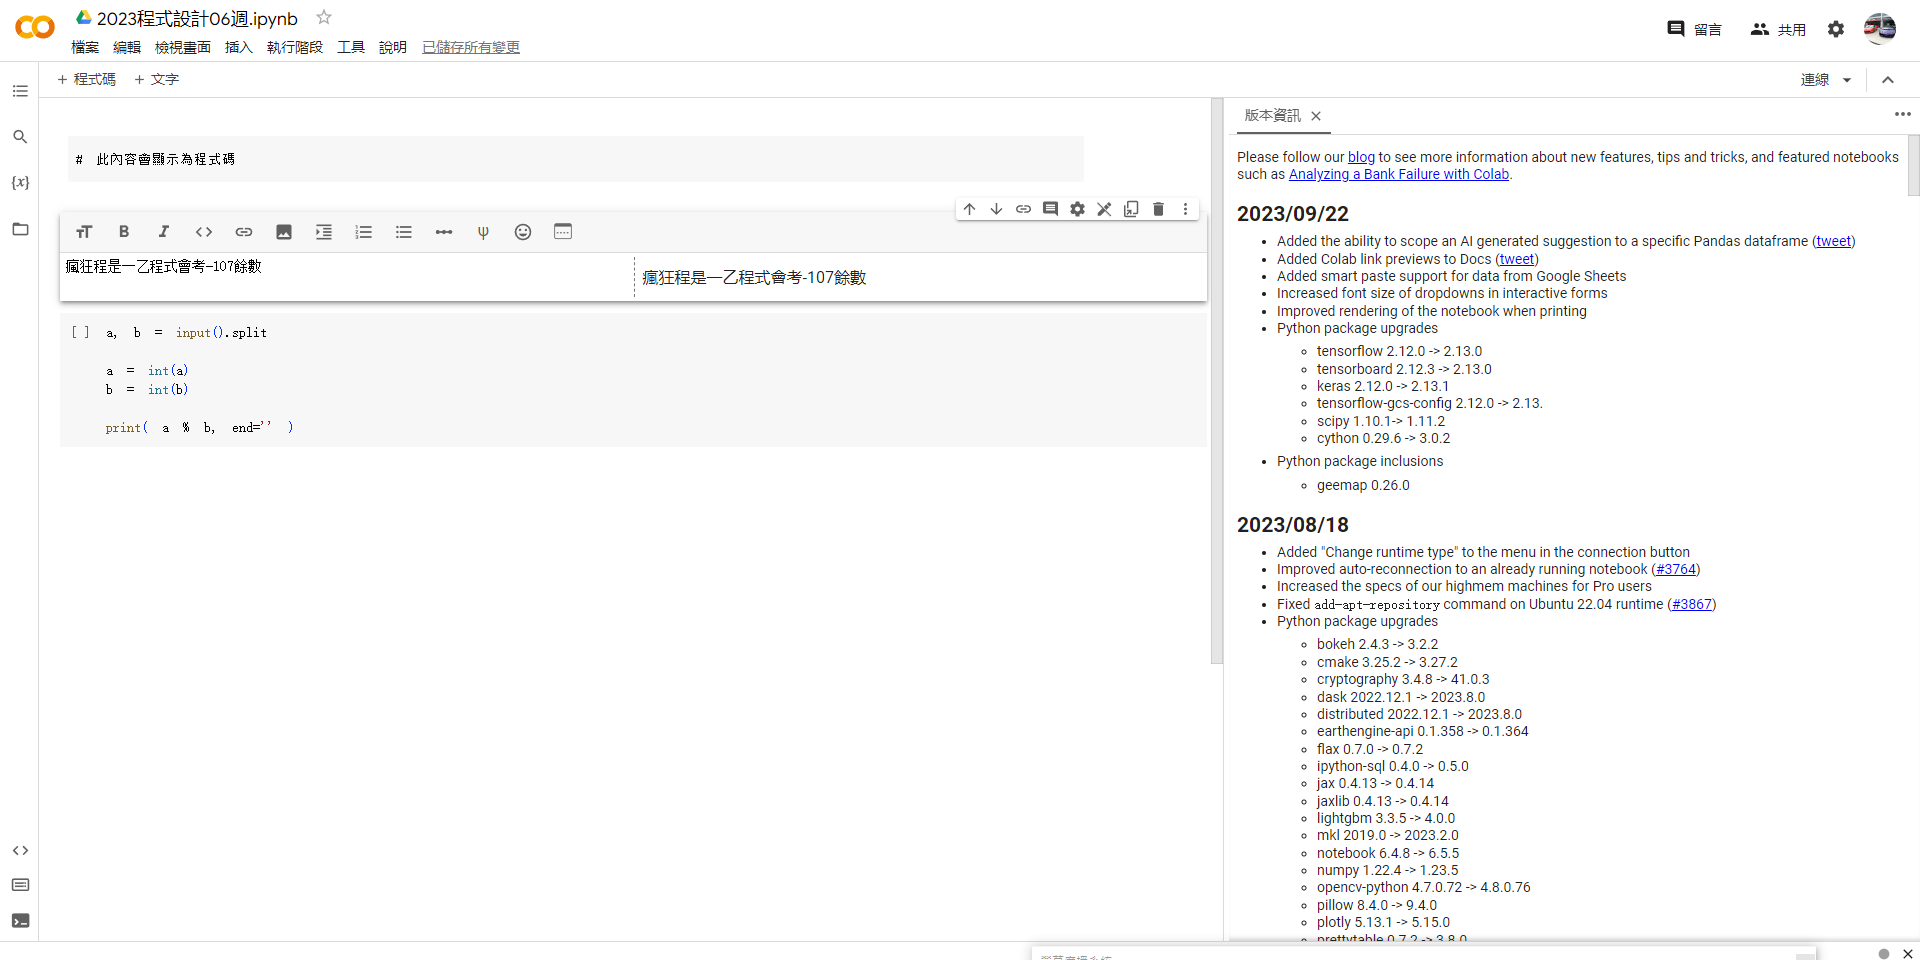 2023程式設計06週.ipynb
檔案 編輯 檢視畫面 插入 執行階段 工具 說明 已儲存所有變更
留言 共用
+ 程式碼 + 文字
連線
# 此內容會顯示為程式碼
瘋狂程是一乙程式會考-107餘數
瘋狂程是一乙程式會考-107餘數
[ ] a, b = input().split
a = int(a)
b = int(b)
print( a % b, end='' )
版本資訊
Please follow our blog to see more information about new features, tips and tricks, and featured notebooks
such as Analyzing a Bank Failure with Colab.
2023/09/22
• Added the ability to scope an AI generated suggestion to a specific Pandas dataframe (tweet)
• Added Colab link previews to Docs (tweet)
• Added smart paste support for data from Google Sheets
• Increased font size of dropdowns in interactive forms
• Improved rendering of the notebook when printing
• Python package upgrades
◦ tensorflow 2.12.0 -> 2.13.0
◦ tensorboard 2.12.3 -> 2.13.0
◦ keras 2.12.0 -> 2.13.1
◦ tensorflow-gcs-config 2.12.0 -> 2.13.
◦ scipy 1.10.1-> 1.11.2
◦ cython 0.29.6 -> 3.0.2
• Python package inclusions
◦ geemap 0.26.0
2023/08/18
• Added "Change runtime type" to the menu in the connection button
• Improved auto-reconnection to an already running notebook (#3764)
• Increased the specs of our highmem machines for Pro users
• Fixed add-apt-repository command on Ubuntu 22.04 runtime (#3867)
• Python package upgrades
◦ bokeh 2.4.3 -> 3.2.2
◦ cmake 3.25.2 -> 3.27.2
◦ cryptography 3.4.8 -> 41.0.3
◦ dask 2022.12.1 -> 2023.8.0
◦ distributed 2022.12.1 -> 2023.8.0
◦ earthengine-api 0.1.358 -> 0.1.364
◦ flax 0.7.0 -> 0.7.2
◦ ipython-sql 0.4.0 -> 0.5.0
◦ jax 0.4.13 -> 0.4.14
◦ jaxlib 0.4.13 -> 0.4.14
◦ lightgbm 3.3.5 -> 4.0.0
◦ mkl 2019.0 -> 2023.2.0
◦ notebook 6.4.8 -> 6.5.5
◦ numpy 1.22.4 -> 1.23.5
◦ opencv-python 4.7.0.72 -> 4.8.0.76
◦ pillow 8.4.0 -> 9.4.0
◦ plotly 5.13.1 -> 5.15.0
◦ prettytable 0.7.2 -> 3.8.0